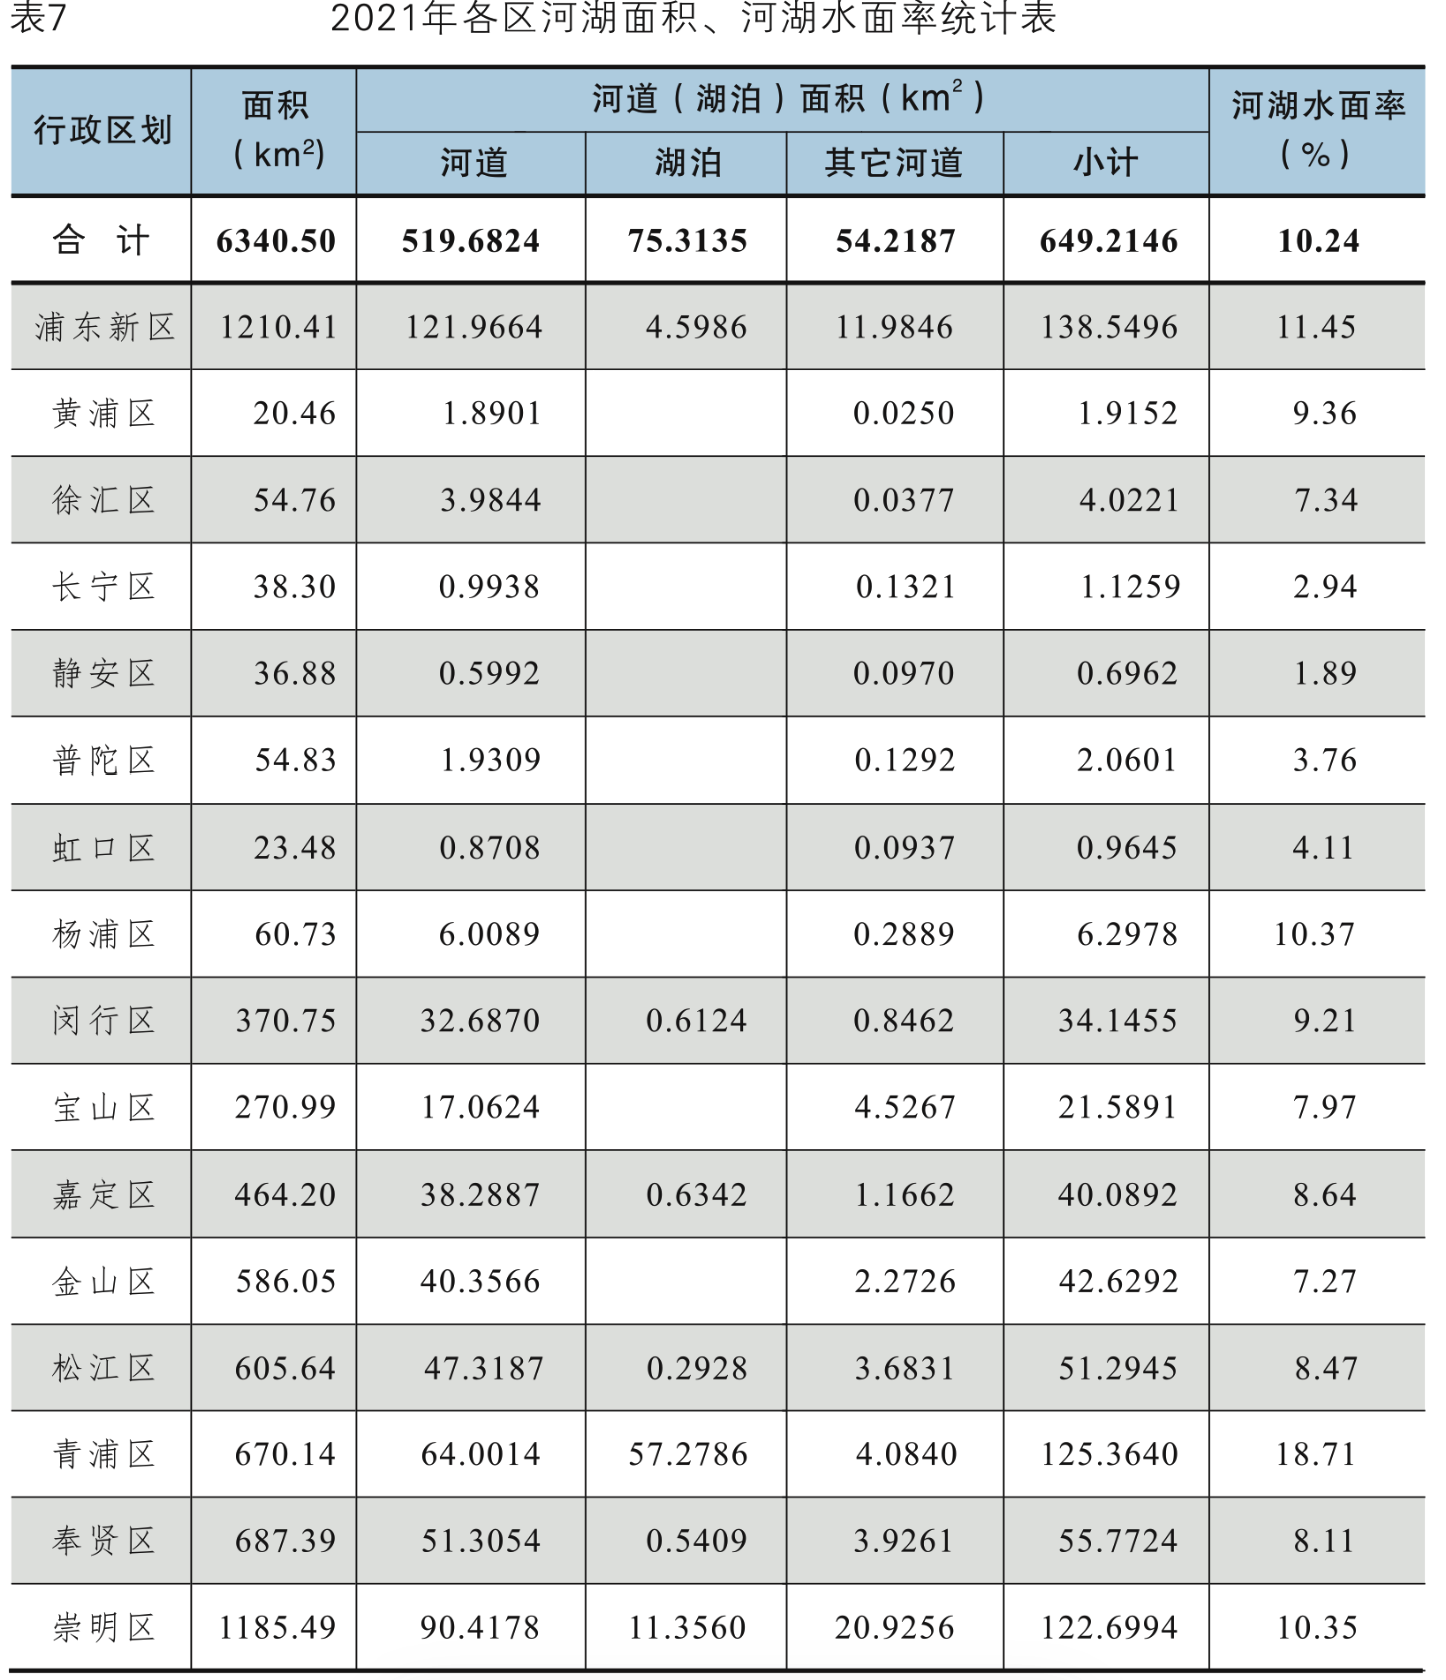 表7 2021年各区河湖面积、河湖水面率统计表
行政区划 面积(km²) 河道(湖泊)面积(km²) 河湖水面率(%)
河道 湖泊 其它河道 小计
合 计 6340.50 519.6824 75.3135 54.2187 649.2146 10.24
浦东新区 1210.41 121.9664 4.5986 11.9846 138.5496 11.45
黄浦区 20.46 1.8901 0.0250 1.9152 9.36
徐汇区 54.76 3.9844 0.0377 4.0221 7.34
长宁区 38.30 0.9938 0.1321 1.1259 2.94
静安区 36.88 0.5992 0.0970 0.6962 1.89
普陀区 54.83 1.9309 0.1292 2.0601 3.76
虹口区 23.48 0.8708 0.0937 0.9645 4.11
杨浦区 60.73 6.0089 0.2889 6.2978 10.37
闵行区 370.75 32.6870 0.6124 0.8462 34.1455 9.21
宝山区 270.99 17.0624 4.5267 21.5891 7.97
嘉定区 464.20 38.2887 0.6342 1.1662 40.0892 8.64
金山区 586.05 40.3566 2.2726 42.6292 7.27
松江区 605.64 47.3187 0.2928 3.6831 51.2945 8.47
青浦区 670.14 64.0014 57.2786 4.0840 125.3640 18.71
奉贤区 687.39 51.3054 0.5409 3.9261 55.7724 8.11
崇明区 1185.49 90.4178 11.3560 20.9256 122.6994 10.35